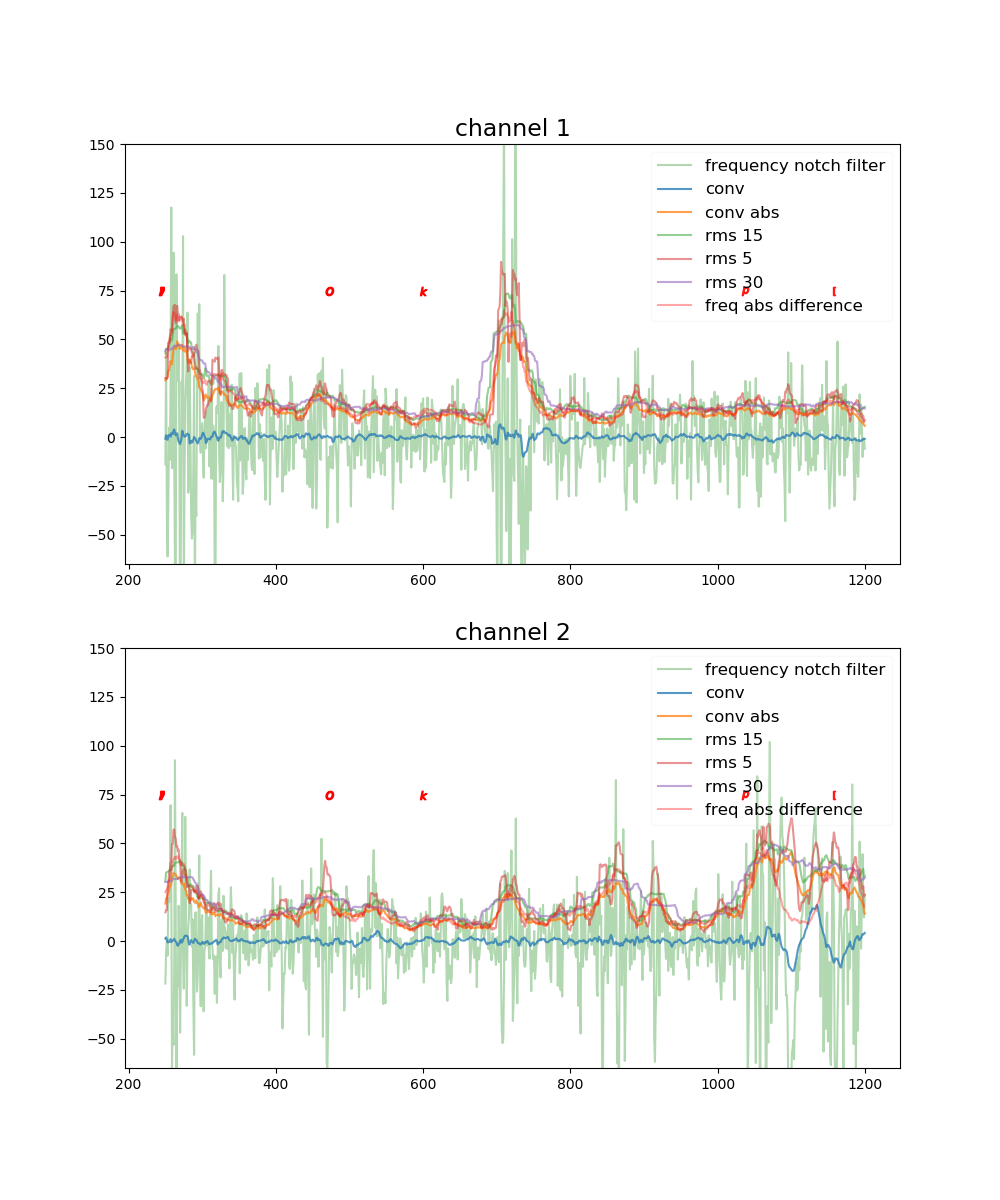 channel 1
150
125
100
75
50
25
0
−25
−50
frequency notch filter
conv
conv abs
rms 15
rms 5
rms 30
freq abs difference
, o k p [
200 400 600 800 1000 1200
channel 2
150
125
100
75
50
25
0
−25
−50
frequency notch filter
conv
conv abs
rms 15
rms 5
rms 30
freq abs difference
, o k p [
200 400 600 800 1000 1200